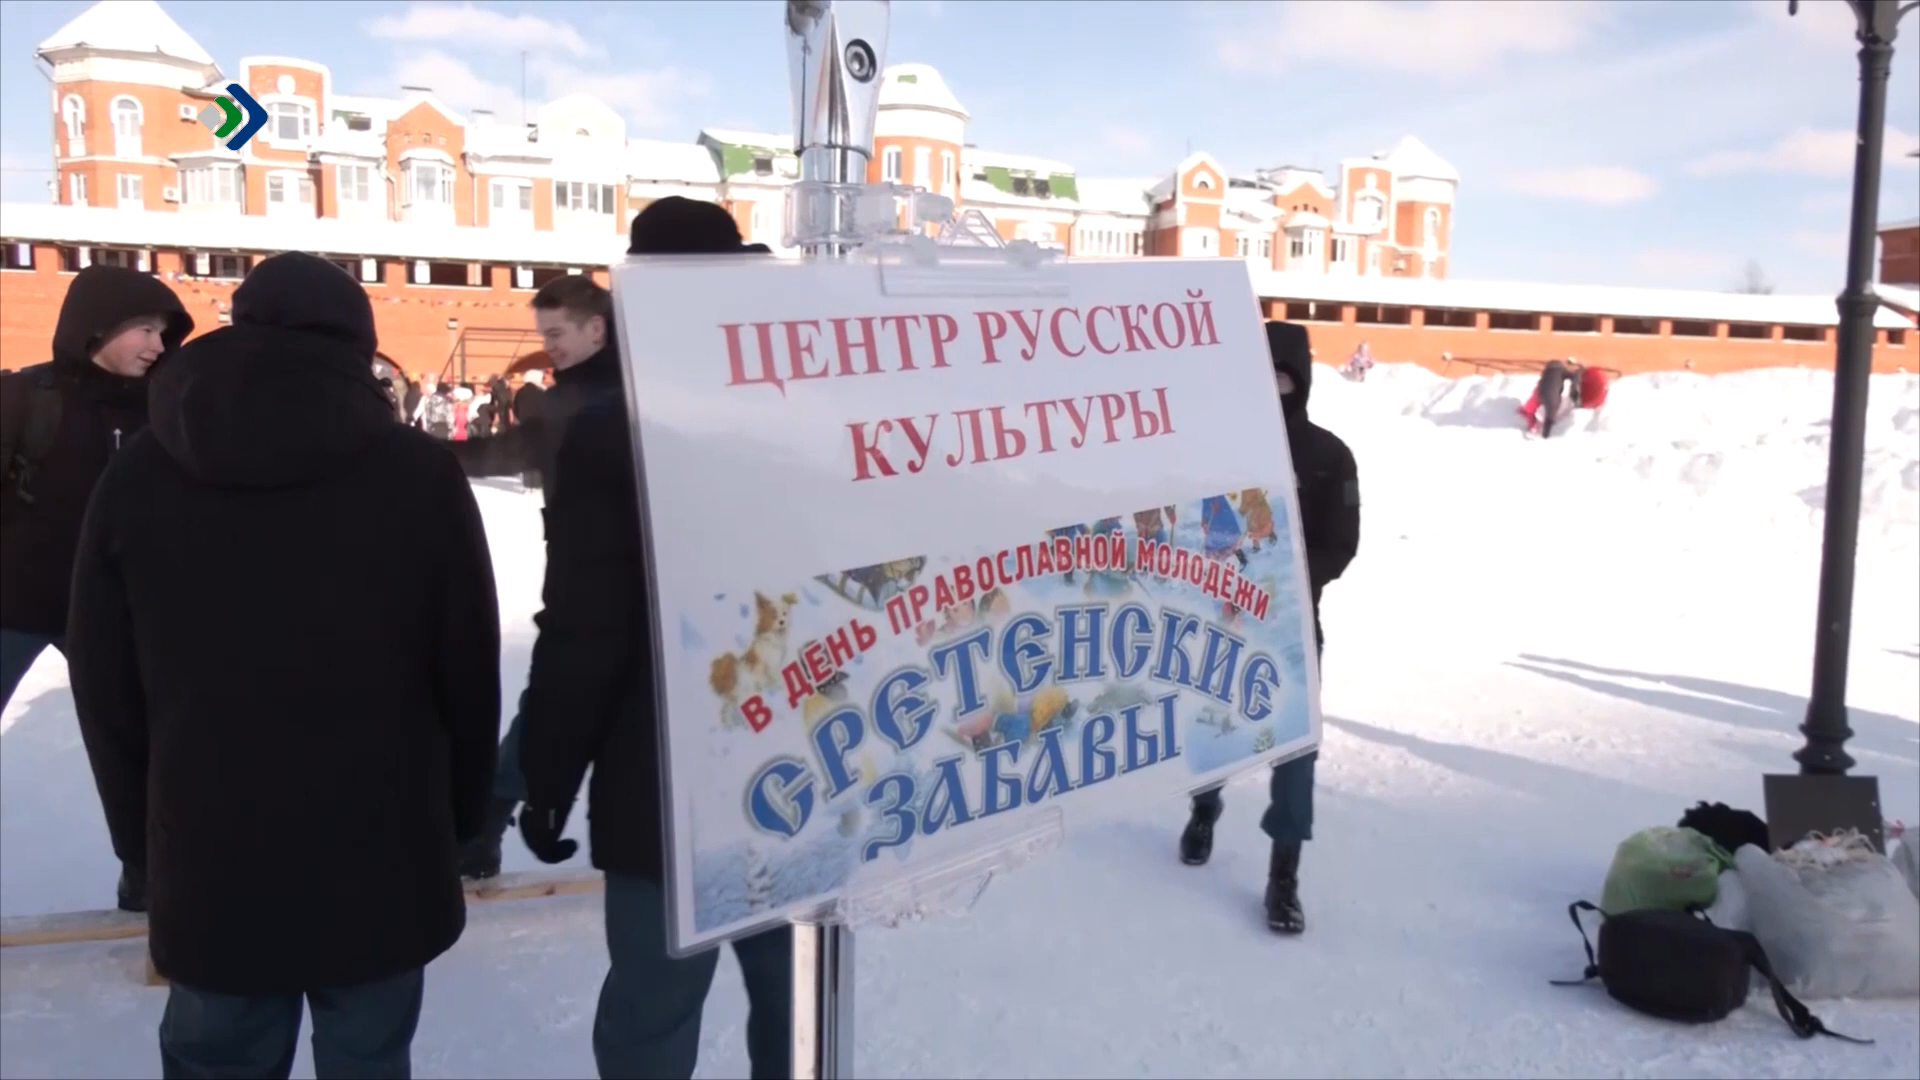 ЦЕНТР РУССКОЙ
КУЛЬТУРЫ
В ДЕНЬ ПРАВОСЛАВНОЙ МОЛОДЁЖИ
СРЕТЕНСКИЕ
ЗАБАВЫ